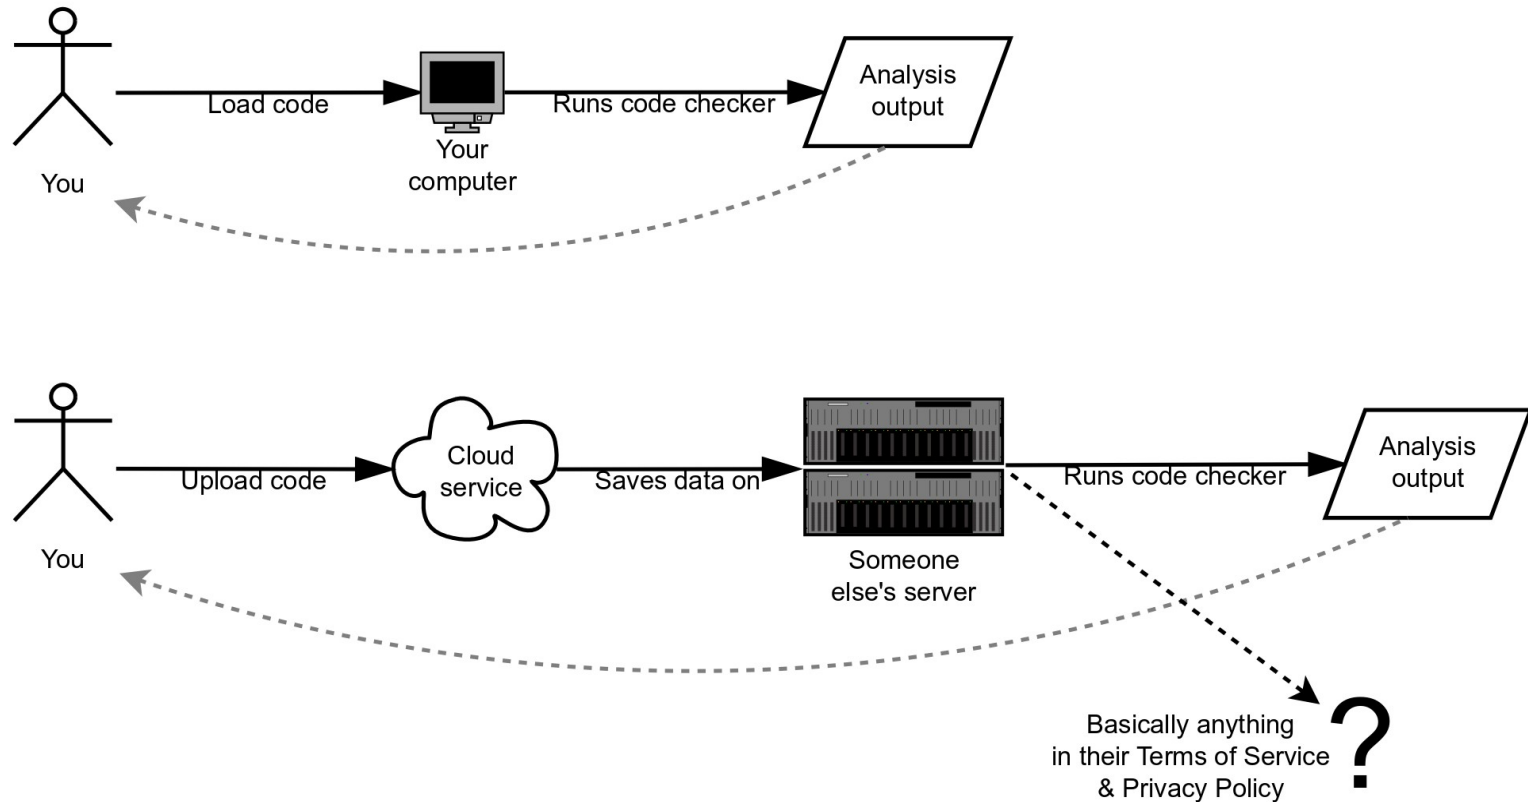 You
Load code
Your
computer
Runs code checker
Analysis
output
You
Upload code
Cloud
service
Saves data on
Someone
else's server
Runs code checker
Analysis
output
Basically anything
in their Terms of Service
& Privacy Policy
?